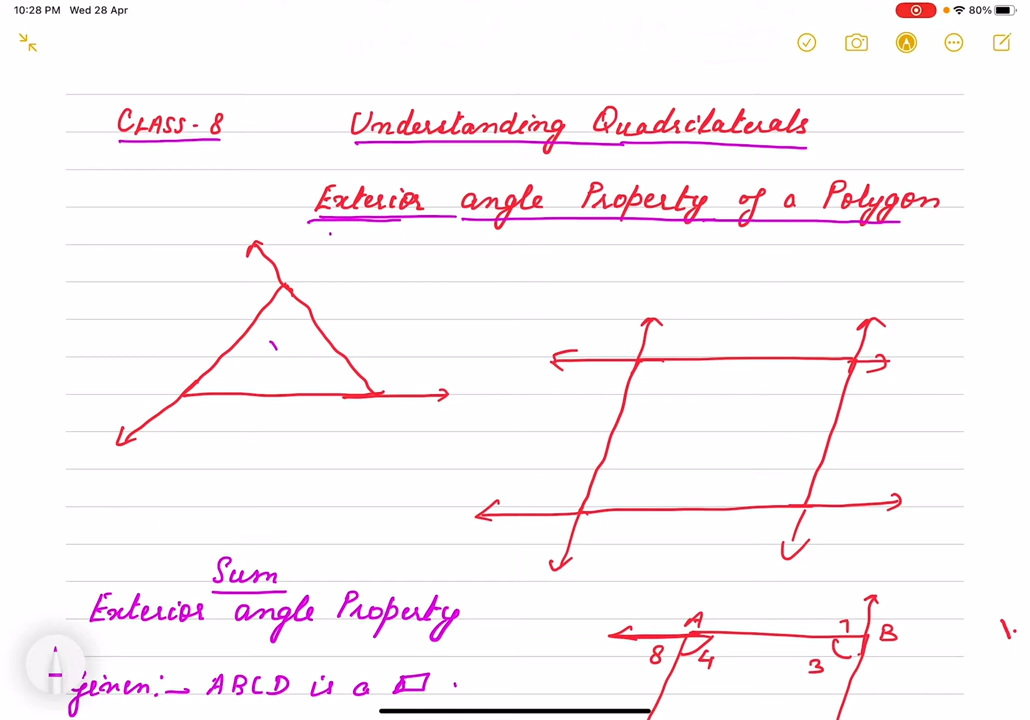 10:28 PM Wed 28 Apr
80%
CLASS-8
Understanding Quadrilaterals
Exterior angle Property of a Polygon
Sum
Exterior angle Property
given:- ABCD is a
A
7
B
8
4
3
1.